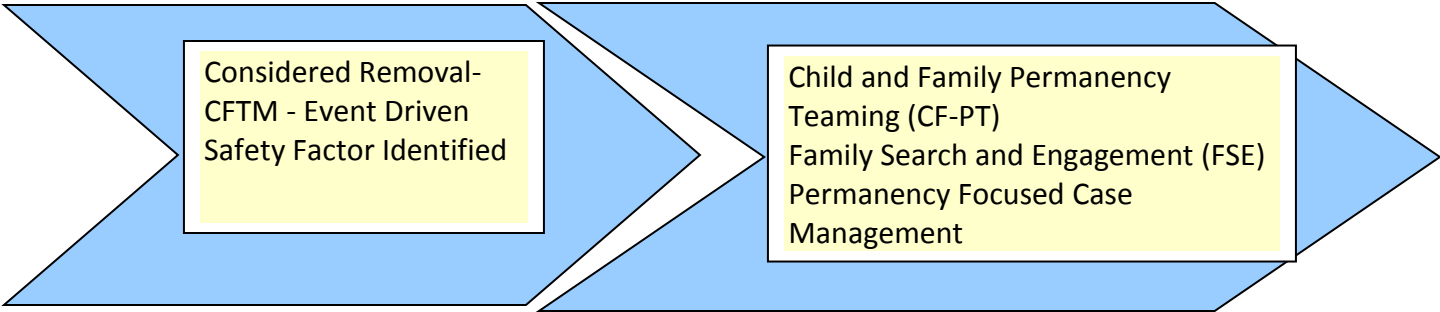 Considered Removal-
CFTM - Event Driven
Safety Factor Identified
Child and Family Permanency
Teaming (CF-PT)
Family Search and Engagement (FSE)
Permanency Focused Case
Management